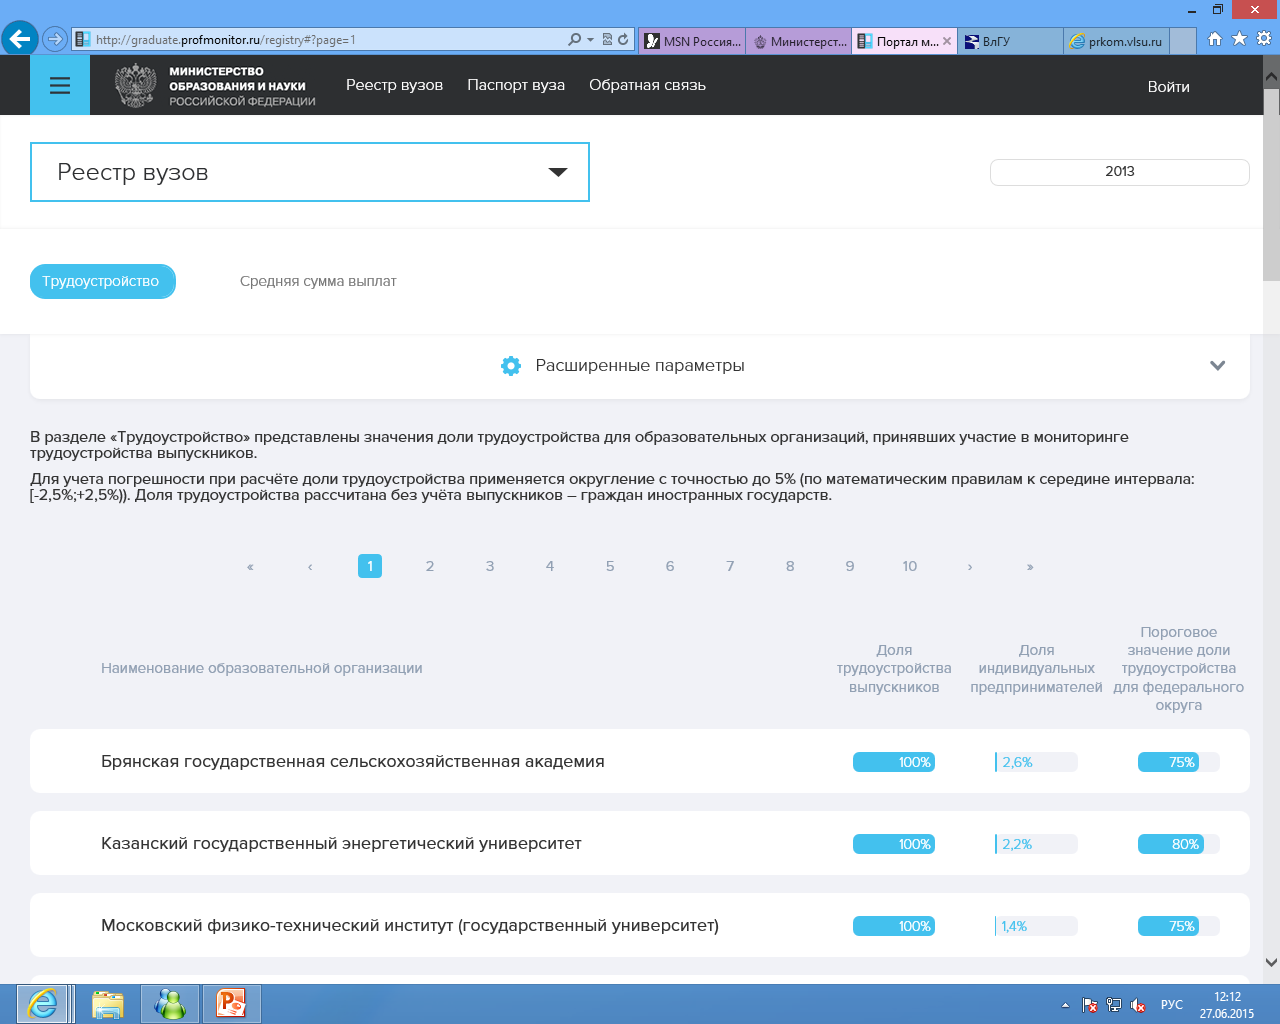 http://graduate.profmonitor.ru/registry#?page=1
MSN Россия...
Министерст...
Портал м...
ВлГУ
prkom.vlsu.ru
МИНИСТЕРСТВО
ОБРАЗОВАНИЯ И НАУКИ
РОССИЙСКОЙ ФЕДЕРАЦИИ
Реестр вузов
Паспорт вуза
Обратная связь
Войти
Реестр вузов
2013
Трудоустройство
Средняя сумма выплат
Расширенные параметры
В разделе «Трудоустройство» представлены значения доли трудоустройства для образовательных организаций, принявших участие в мониторинге
трудоустройства выпускников.
Для учета погрешности при расчёте доли трудоустройства применяется округление с точностью до 5% (по математическим правилам к середине интервала:
[-2,5%;+2,5%)). Доля трудоустройства рассчитана без учёта выпускников – граждан иностранных государств.
« ‹ 1 2 3 4 5 6 7 8 9 10 › »
Наименование образовательной организации
Доля
трудоустройства
выпускников
Доля
индивидуальных
предпринимателей
Пороговое
значение доли
трудоустройства
для федерального
округа
Брянская государственная сельскохозяйственная академия 100% 2,6% 75%
Казанский государственный энергетический университет 100% 2,2% 80%
Московский физико-технический институт (государственный университет) 100% 1,4% 75%
РУС
12:12
27.06.2015